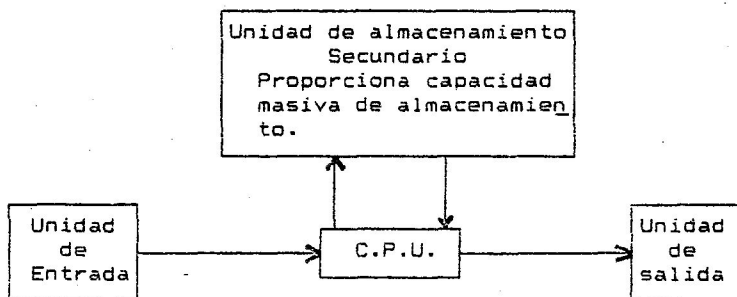 Unidad de almacenamiento
Secundario
Proporciona capacidad
masiva de almacenamien
to.
Unidad
de
Entrada
C.P.U.
Unidad
de
salida